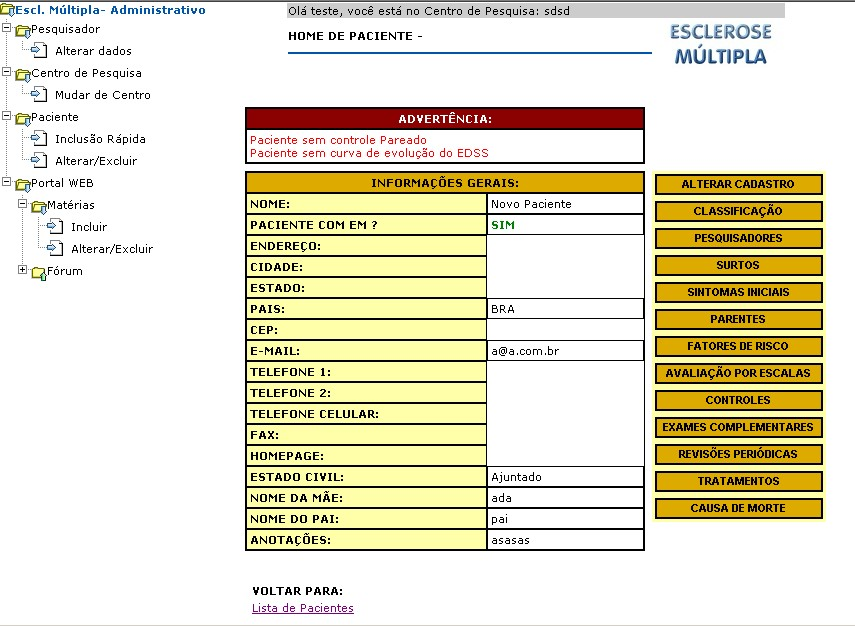 Escl. Múltipla- Administrativo
Pesquisador
Alterar dados
Centro de Pesquisa
Mudar de Centro
Paciente
Inclusão Rápida
Alterar/Excluir
Portal WEB
Matérias
Incluir
Alterar/Excluir
Fórum
Olá teste, você está no Centro de Pesquisa: sdsd
HOME DE PACIENTE -
ESCLEROSE
MÚLTIPLA
ADVERTÊNCIA:
Paciente sem controle Pareado
Paciente sem curva de evolução do EDSS
INFORMAÇÕES GERAIS:
NOME: Novo Paciente
PACIENTE COM EM ? SIM
ENDEREÇO:
CIDADE:
ESTADO:
PAIS: BRA
CEP:
E-MAIL: a@a.com.br
TELEFONE 1:
TELEFONE 2:
TELEFONE CELULAR:
FAX:
HOMEPAGE:
ESTADO CIVIL: Ajuntado
NOME DA MÃE: ada
NOME DO PAI: pai
ANOTAÇÕES: asasas
ALTERAR CADASTRO
CLASSIFICAÇÃO
PESQUISADORES
SURTOS
SINTOMAS INICIAIS
PARENTES
FATORES DE RISCO
AVALIAÇÃO POR ESCALAS
CONTROLES
EXAMES COMPLEMENTARES
REVISÕES PERIÓDICAS
TRATAMENTOS
CAUSA DE MORTE
VOLTAR PARA:
Lista de Pacientes